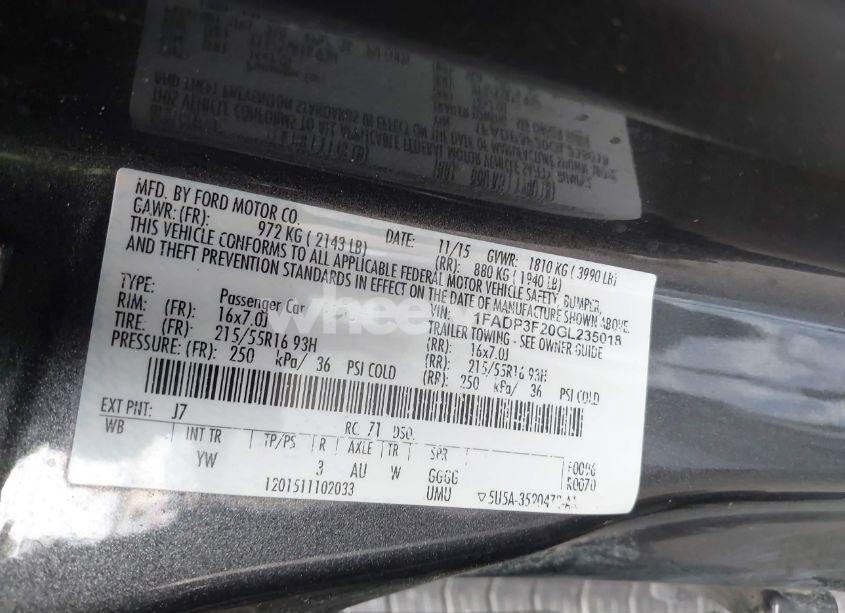 MFD. BY FORD MOTOR CO. DATE: 11/15 GVWR: 1810 KG ( 3990 LB)
GAWR: (FR): 972 KG ( 2143 LB) (RR): 880 KG ( 1940 LB)
THIS VEHICLE CONFORMS TO ALL APPLICABLE FEDERAL MOTOR VEHICLE SAFETY, BUMPER,
AND THEFT PREVENTION STANDARDS IN EFFECT ON THE DATE OF MANUFACTURE SHOWN ABOVE.
VIN: 1FADP3F20GL235018
TYPE: Passenger Car TRAILER TOWING - SEE OWNER GUIDE
RIM: (FR): 16x7.0J (RR): 16x7.0J
TIRE: (FR): 215/55R16 93H (RR): 215/55R16 93H
PRESSURE: (FR): 250 kPa/ 36 PSI COLD (RR): 250 kPa/ 36 PSI COLD
EXT PNT: J7 RC: 71 DSO:
WB INT TR TP/PS R AXLE TR SPR
YW 3 AU W GGGG
1201511102033 UMU